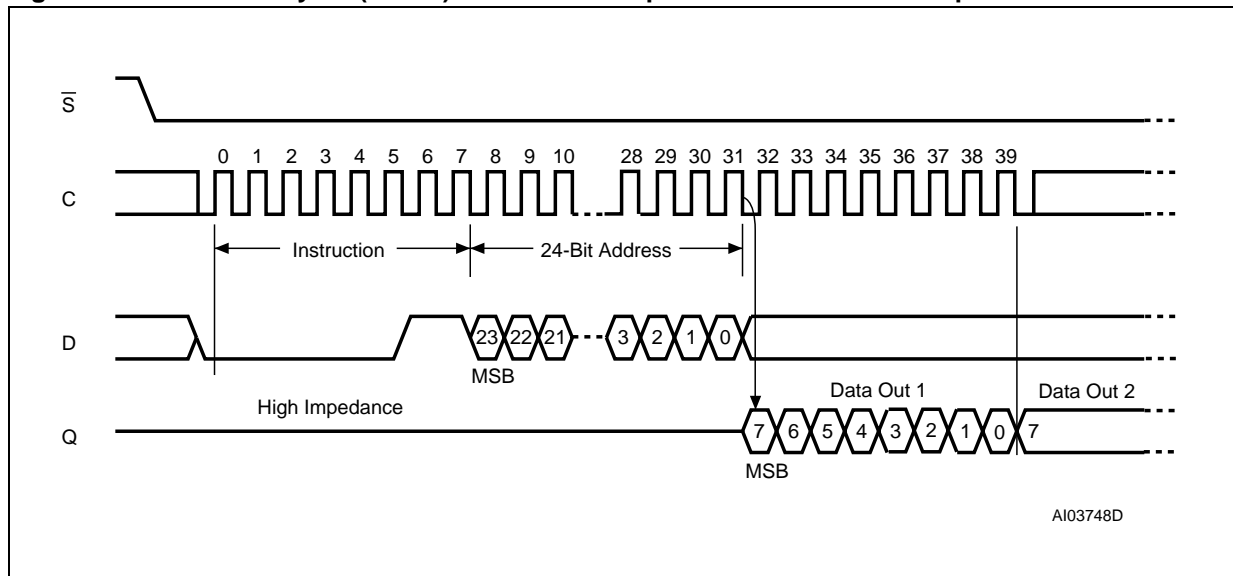 S
0 1 2 3 4 5 6 7 8 9 10 28 29 30 31 32 33 34 35 36 37 38 39
C
Instruction 24-Bit Address
D
23 22 21 3 2 1 0
MSB
High Impedance Data Out 1 Data Out 2
Q
7 6 5 4 3 2 1 0 7
MSB
AI03748D